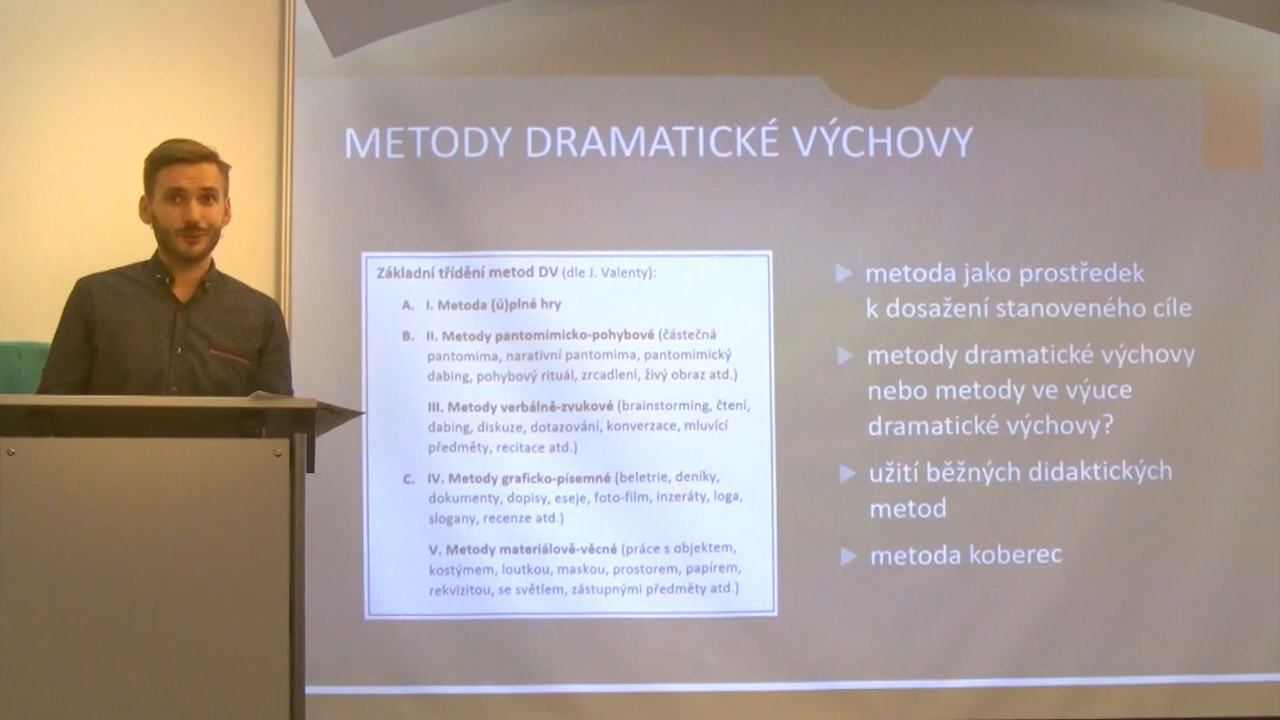 METODY DRAMATICKÉ VÝCHOVY
Základní třídění metod DV (dle J. Valenty):
A. I. Metoda (ú)plné hry
B. II. Metody pantomimicko-pohybové (částečná
pantomima, narativní pantomima, pantomimický
dabing, pohybový rituál, zrcadlení, živý obraz atd.)
III. Metody verbálně-zvukové (brainstorming, čtení,
dabing, diskuze, dotazování, konverzace, mluvící
předměty, recitace atd.)
C. IV. Metody graficko-písemné (beletrie, deníky,
dokumenty, dopisy, eseje, foto-film, inzeráty, loga,
slogany, recenze atd.)
V. Metody materiálově-věcné (práce s objektem,
kostýmem, loutkou, maskou, prostorem, papírem,
rekvizitou, se světlem, zástupnými předměty atd.)
metoda jako prostředek
k dosažení stanoveného cíle
metody dramatické výchovy
nebo metody ve výuce
dramatické výchovy?
užití běžných didaktických
metod
metoda koberec